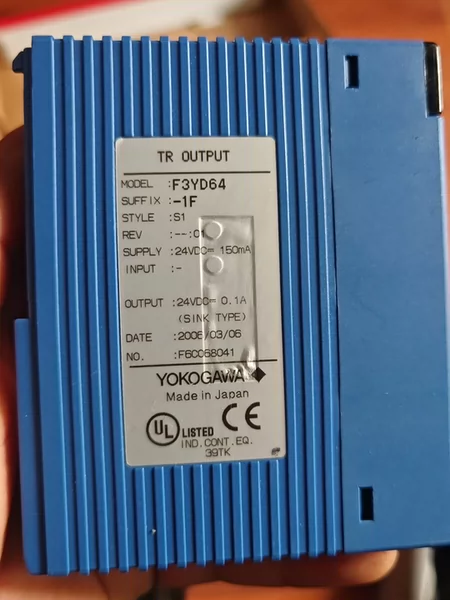 TR OUTPUT
MODEL :F3YD64
SUFFIX :-1F
STYLE :S1
REV :--:01
SUPPLY :24VDC⎓ 150mA
INPUT :-
OUTPUT :24VDC⎓ 0.1A
(SINK TYPE)
DATE :2006/03/06
NO. :F6C068041
YOKOGAWA
Made in Japan
UL LISTED CE
IND.CONT.EQ.
39TK